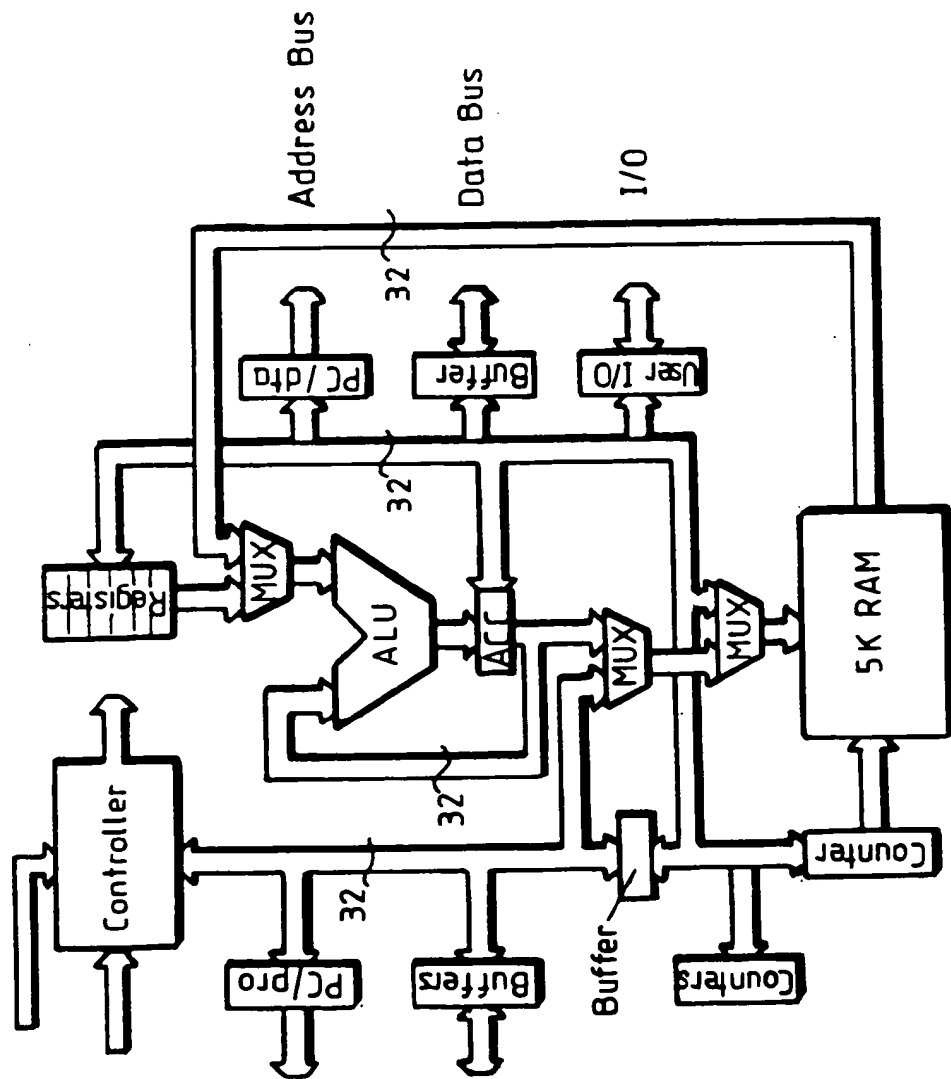 Address Bus
Data Bus
I/O
32
PC/dta
Buffer
User I/O
32
Registers
MUX
ALU
ACC
MUX
MUX
5K RAM
32
Controller
32
Buffer
Counter
PC/pro
Buffers
Counters